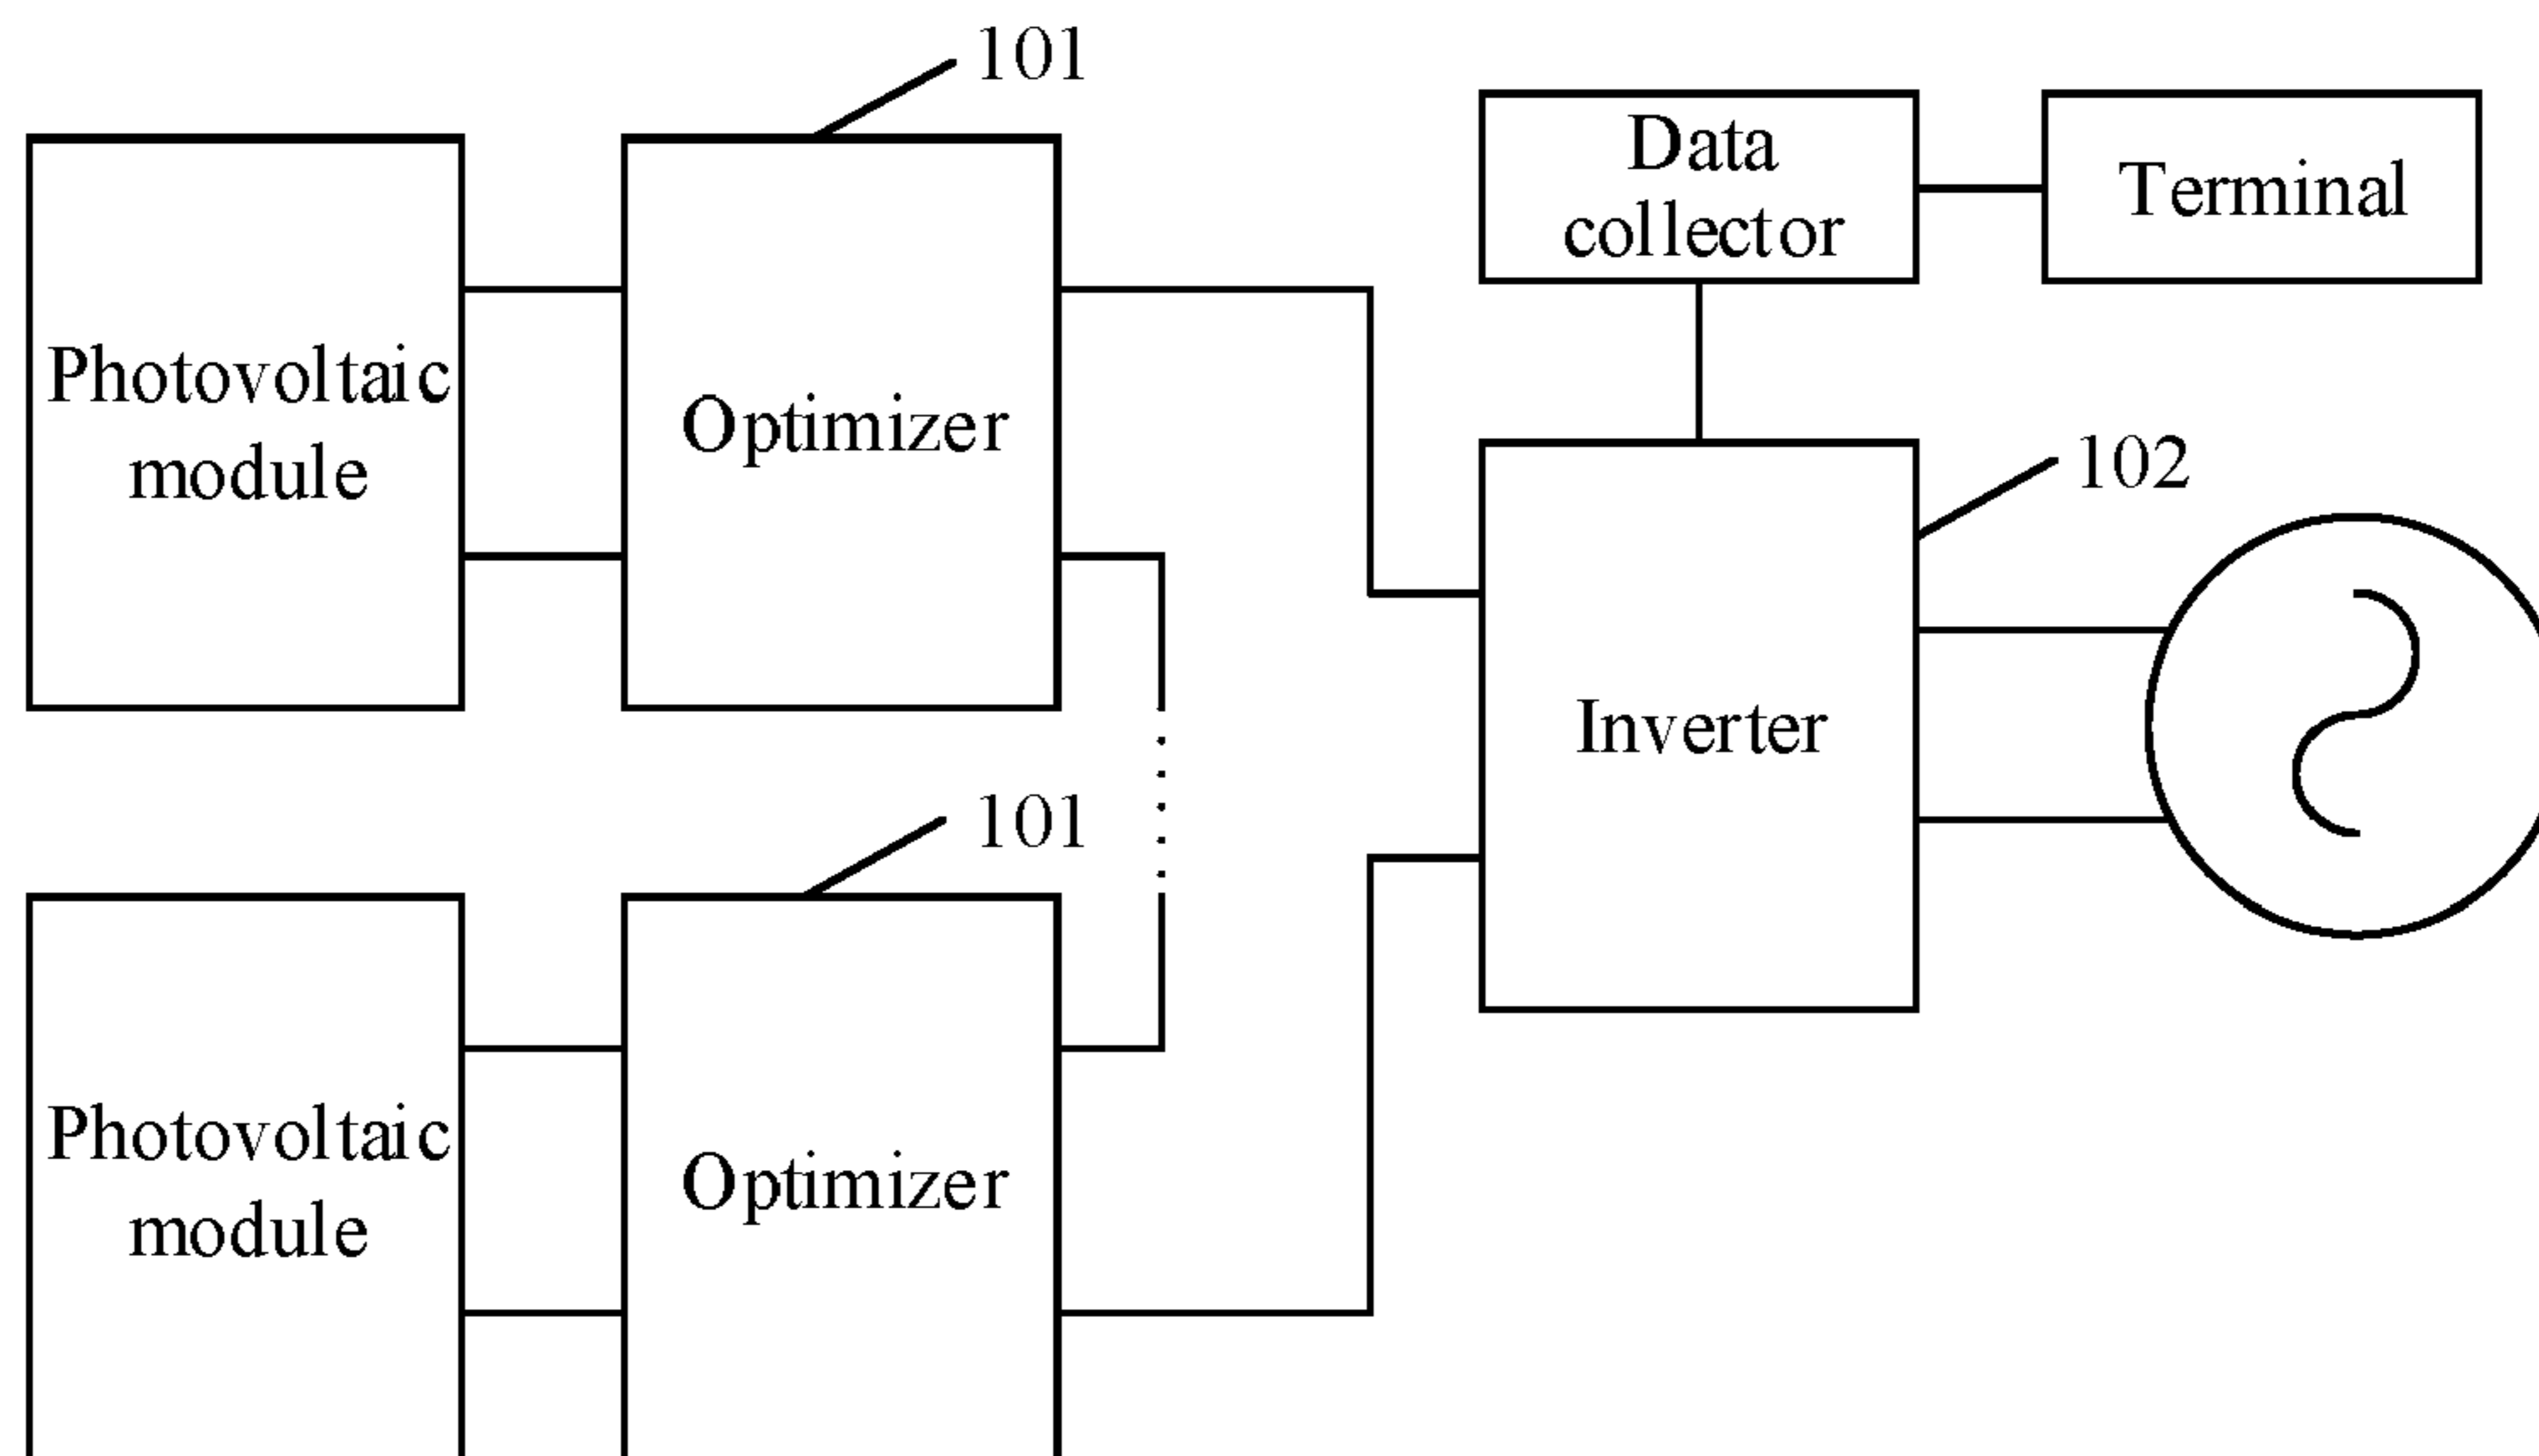 101
Data
collector
Terminal
Photovoltaic
module
Optimizer
102
Inverter
101
Photovoltaic
module
Optimizer